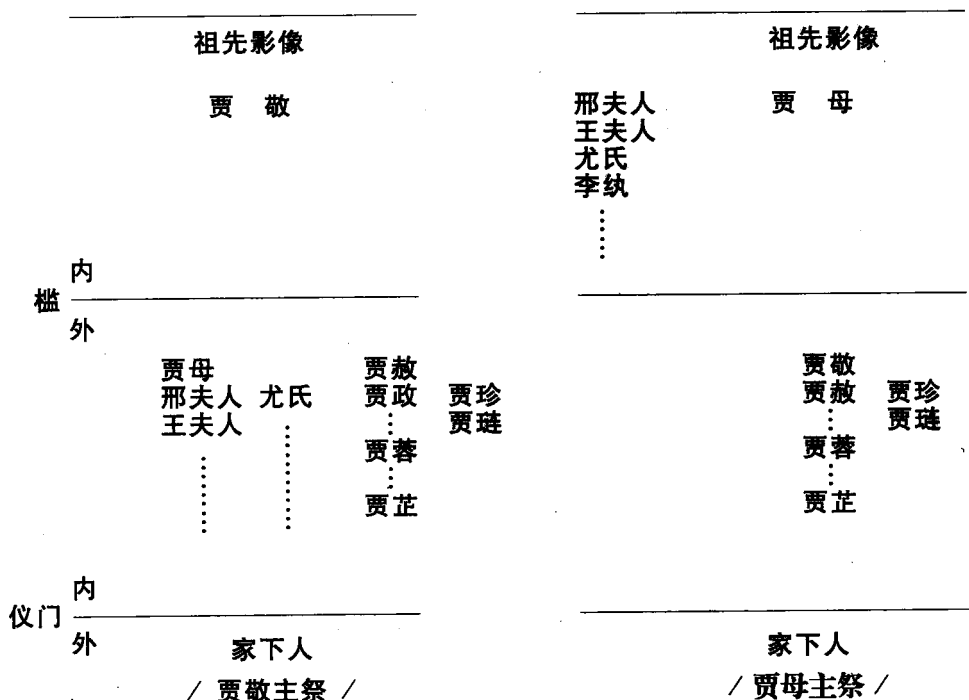 祖先影像
贾 敬
内
槛
外
贾母
邢夫人 尤氏
王夫人
贾赦
贾政 贾珍
贾琏
贾蓉
贾芷
内
仪门
外
家下人
/ 贾敬主祭 /
祖先影像
邢夫人 贾 母
王夫人
尤氏
李纨
贾敬
贾赦 贾珍
贾琏
贾蓉
贾芷
家下人
/ 贾母主祭 /